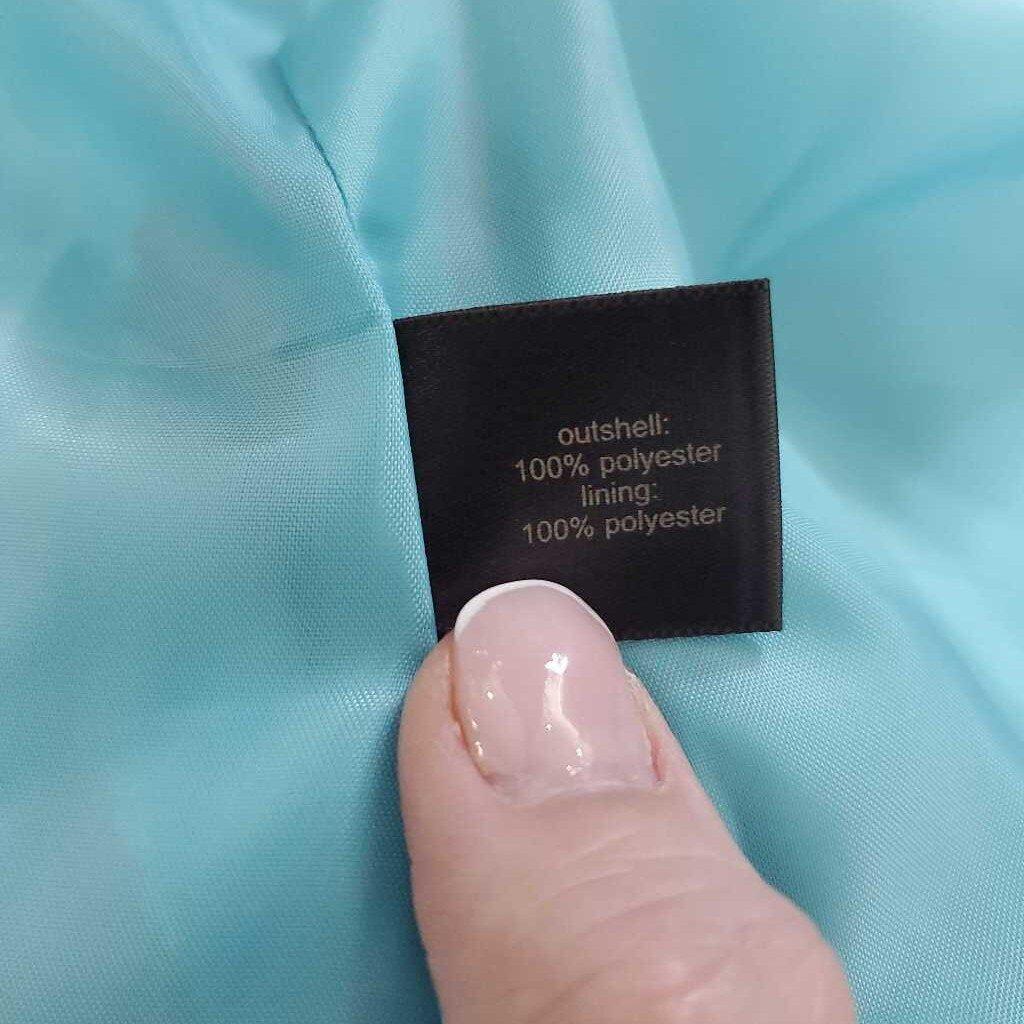 outshell:
100% polyester
lining:
100% polyester